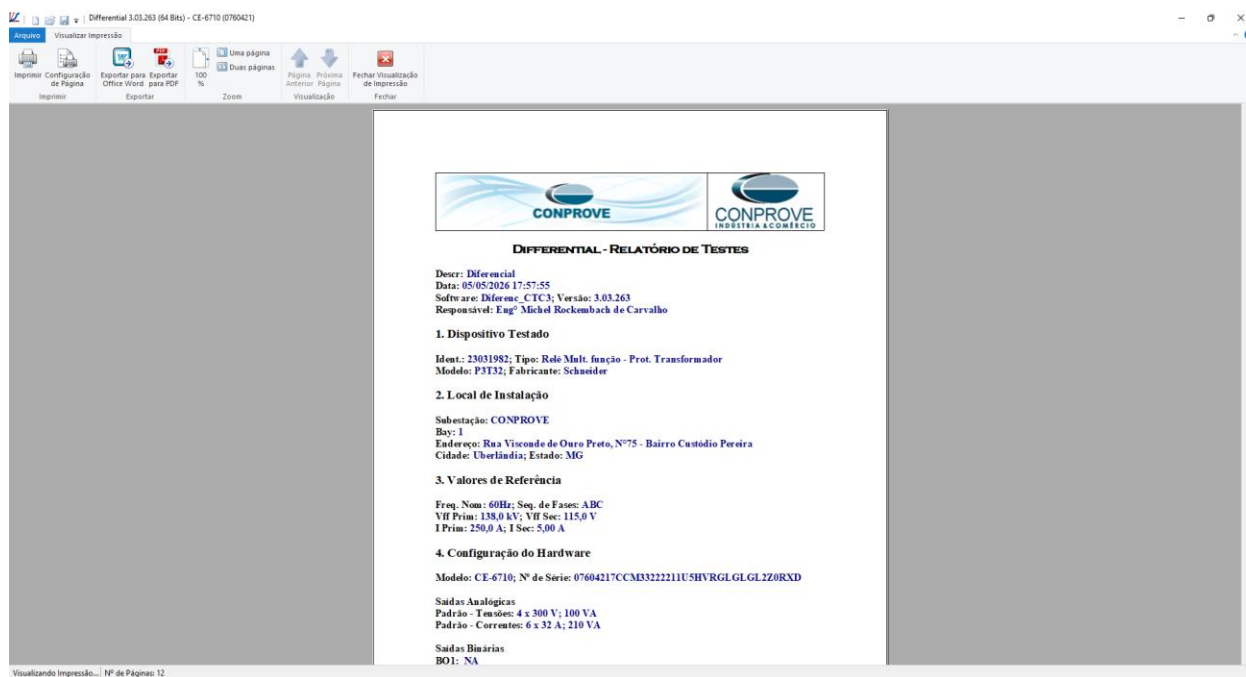 Differential 3.03.263 (64 Bits) - CE-6710 (0760421)
Arquivo Visualizar Impressão
Imprimir Configuração de Página Exportar para Office Word Exportar para PDF 100 % Uma página Duas páginas Página Anterior Próxima Página Fechar Visualização de Impressão
Imprimir Exportar Zoom Visualização Fechar
CONPROVE
CONPROVE
INDÚSTRIA & COMÉRCIO
DIFFERENTIAL - RELATÓRIO DE TESTES
Descr: Diferencial
Data: 05/05/2026 17:57:55
Software: Diferenc_CTC3; Versão: 3.03.263
Responsável: Engº Michel Rockembach de Carvalho
1. Dispositivo Testado
Ident.: 23031982; Tipo: Relé Mult. função - Prot. Transformador
Modelo: P3T32; Fabricante: Schneider
2. Local de Instalação
Subestação: CONPROVE
Bay: 1
Endereço: Rua Visconde de Ouro Preto, Nº75 - Bairro Custódio Pereira
Cidade: Uberlândia; Estado: MG
3. Valores de Referência
Freq. Nom: 60Hz; Seq. de Fases: ABC
Vff Prim: 138,0 kV; Vff Sec: 115,0 V
I Prim: 250,0 A; I Sec: 5,00 A
4. Configuração do Hardware
Modelo: CE-6710; Nº de Série: 07604217CCM33222211U5HVRGLGLGL2Z0RXD
Saídas Analógicas
Padrão - Tensões: 4 x 300 V; 100 VA
Padrão - Correntes: 6 x 32 A; 210 VA
Saídas Binárias
BO1: NA
Visualizando Impressão... Nº de Páginas: 12